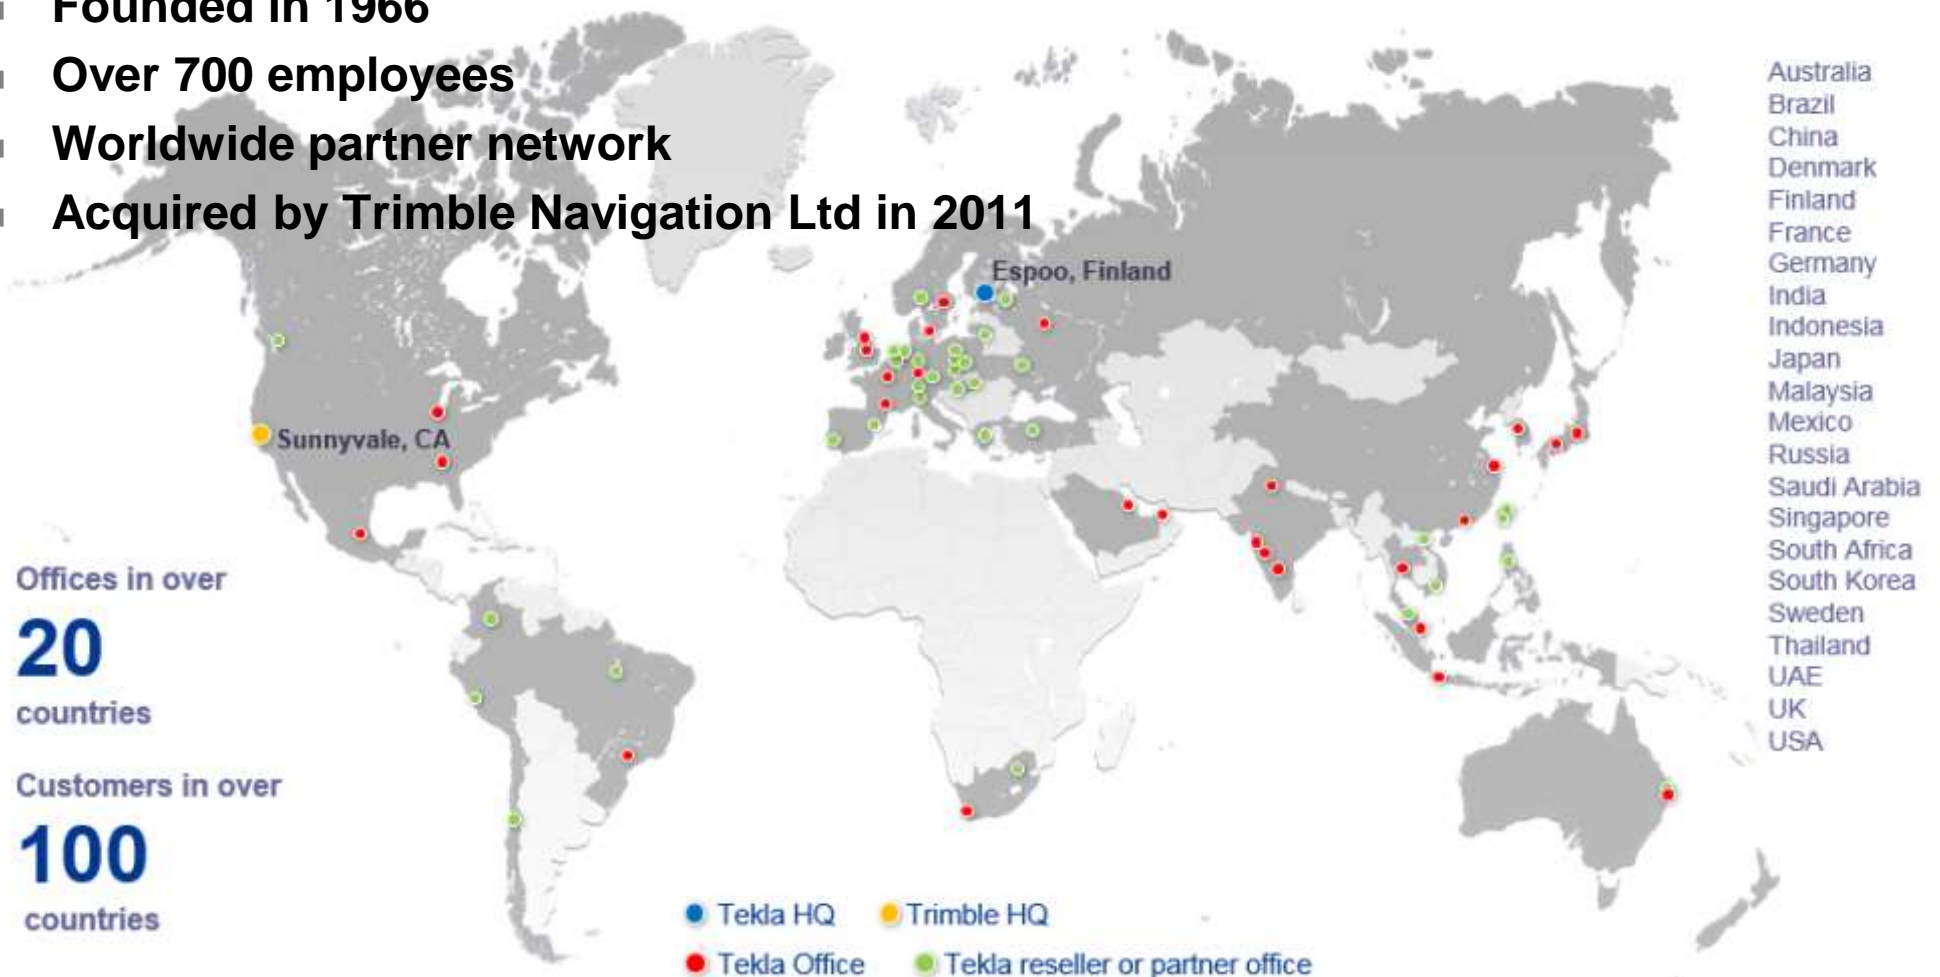 Founded in 1966
Over 700 employees
Worldwide partner network
Acquired by Trimble Navigation Ltd in 2011
Espoo, Finland
Sunnyvale, CA
Offices in over
20
countries
Customers in over
100
countries
Australia
Brazil
China
Denmark
Finland
France
Germany
India
Indonesia
Japan
Malaysia
Mexico
Russia
Saudi Arabia
Singapore
South Africa
South Korea
Sweden
Thailand
UAE
UK
USA
Tekla HQ Trimble HQ
Tekla Office Tekla reseller or partner office